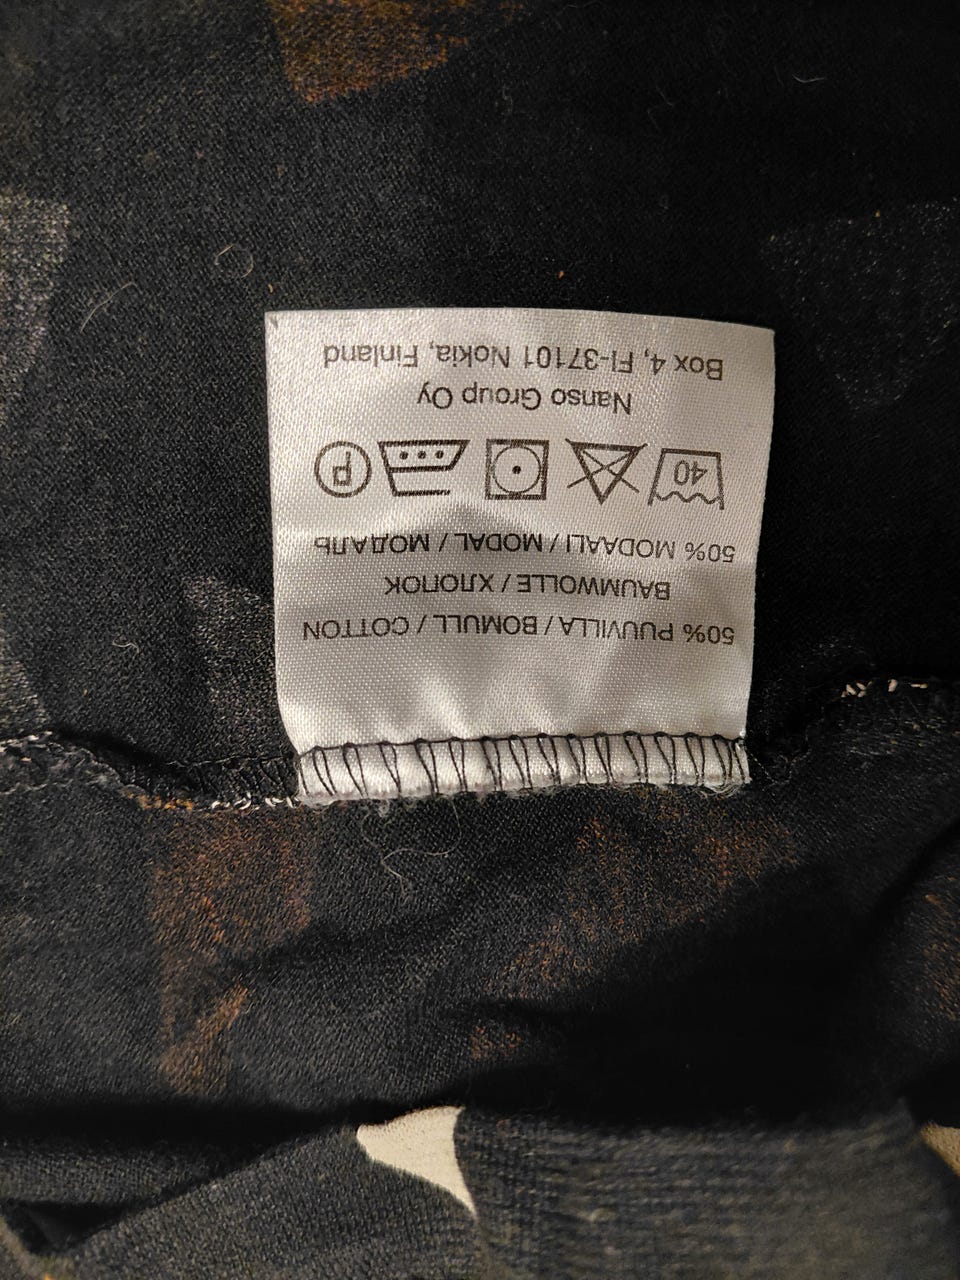 50% PUUVILLA / BOMULL / COTTON
BAUMWOLLE / ХЛОПОК
50% MODAALI / MODAL / МОДАЛЬ
40 P
Nanso Group Oy
Box 4, FI-37101 Nokia, Finland